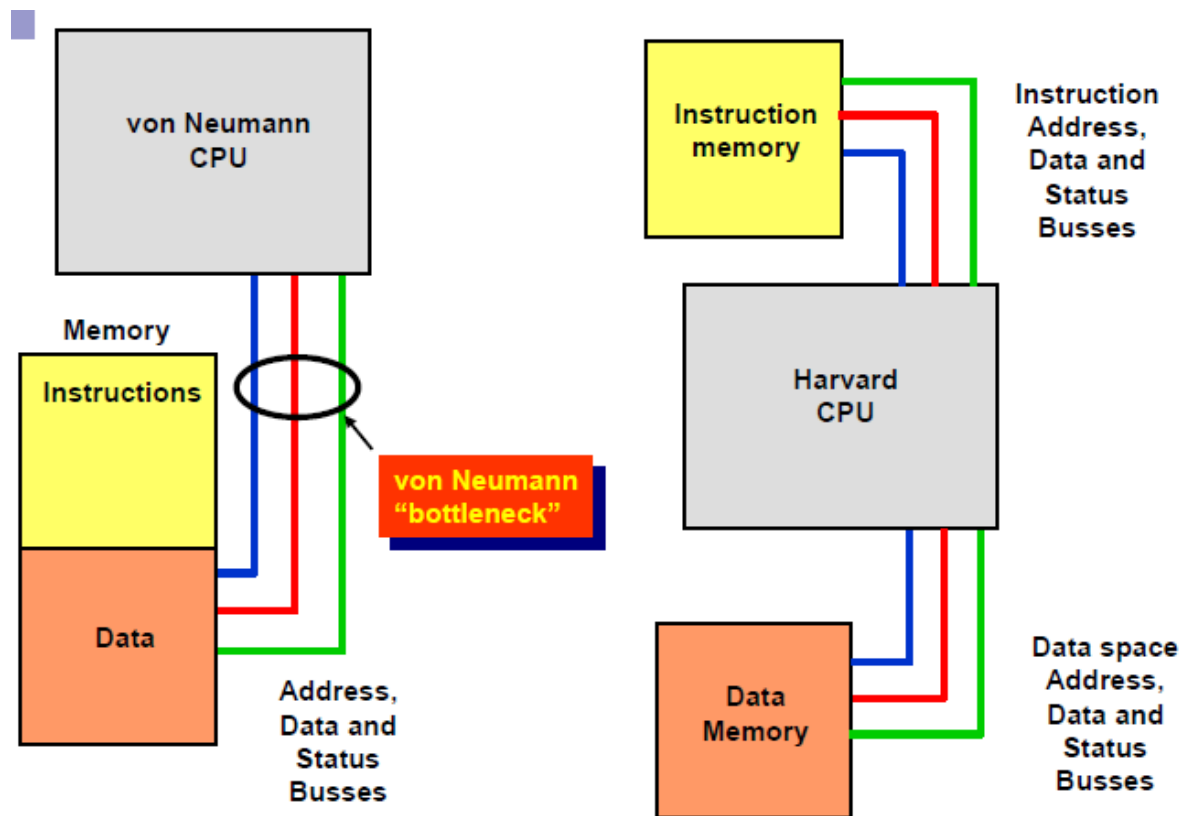 von Neumann
CPU
Memory
Instructions
von Neumann
“bottleneck”
Data
Address,
Data and
Status
Busses
Instruction
memory
Instruction
Address,
Data and
Status
Busses
Harvard
CPU
Data
Memory
Data space
Address,
Data and
Status
Busses